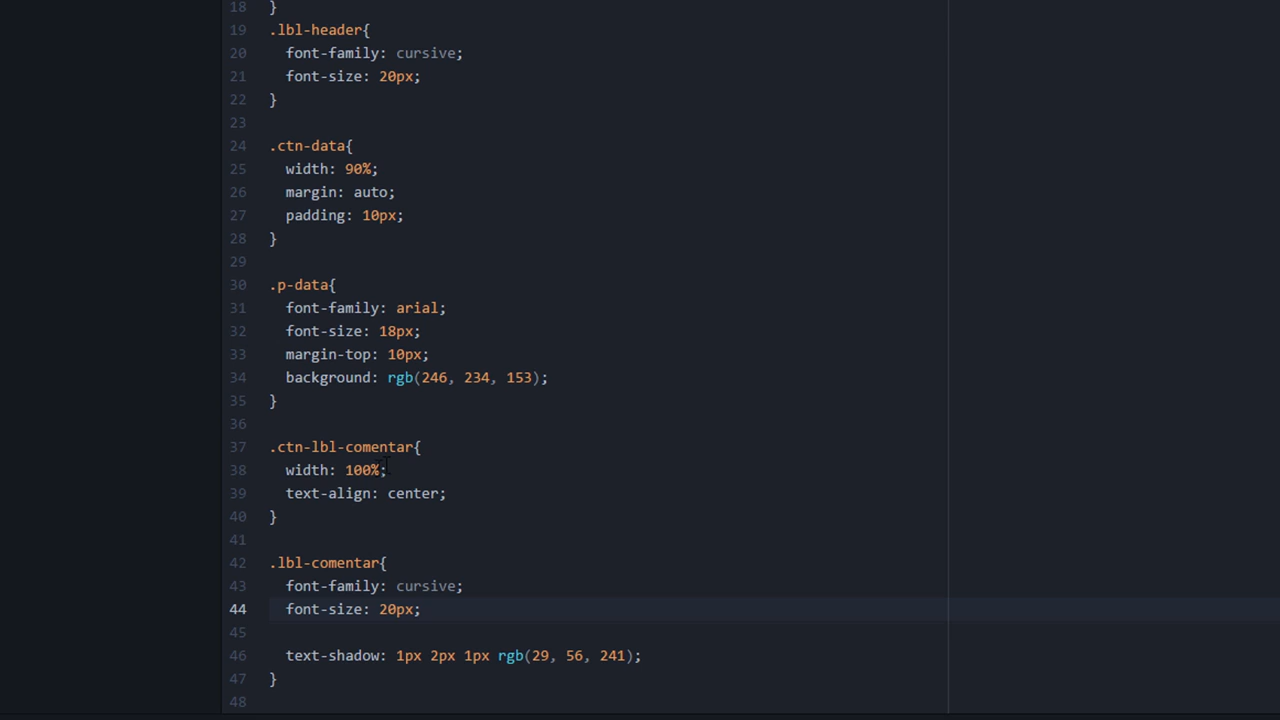 18 }
19 .lbl-header{
20 font-family: cursive;
21 font-size: 20px;
22 }
23
24 .ctn-data{
25 width: 90%;
26 margin: auto;
27 padding: 10px;
28 }
29
30 .p-data{
31 font-family: arial;
32 font-size: 18px;
33 margin-top: 10px;
34 background: rgb(246, 234, 153);
35 }
36
37 .ctn-lbl-comentar{
38 width: 100%;
39 text-align: center;
40 }
41
42 .lbl-comentar{
43 font-family: cursive;
44 font-size: 20px;
45
46 text-shadow: 1px 2px 1px rgb(29, 56, 241);
47 }
48